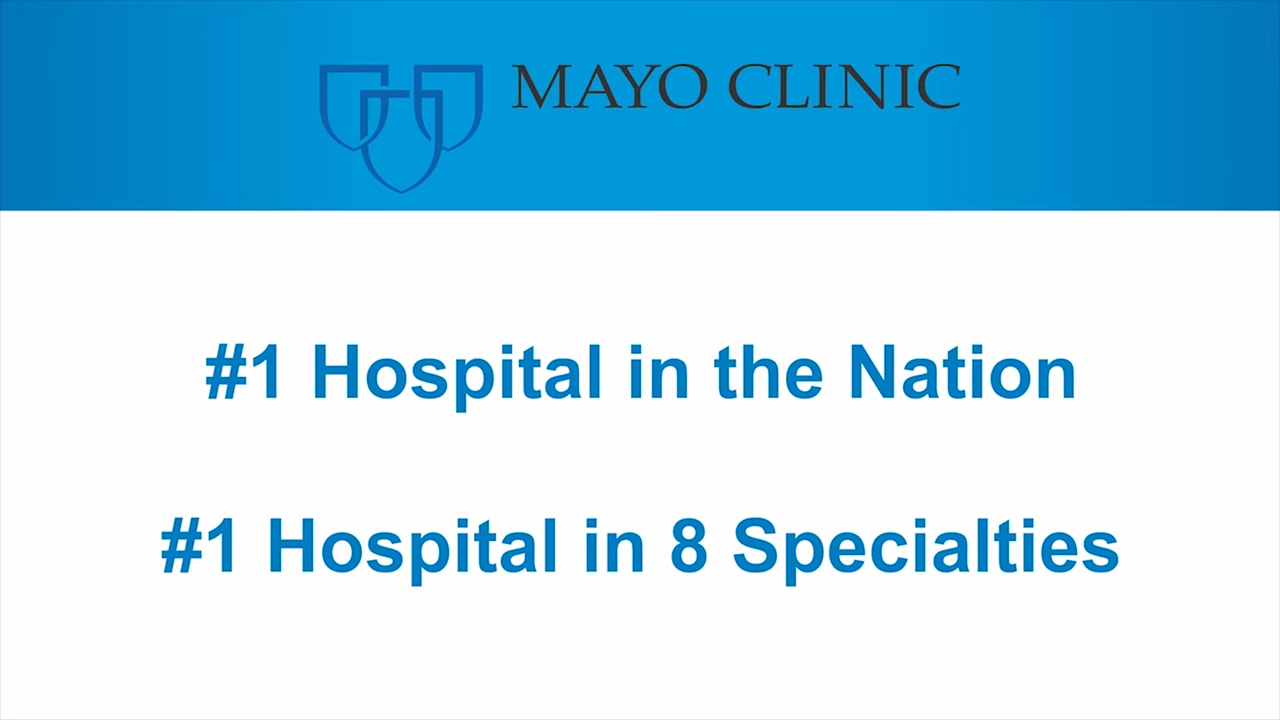 MAYO CLINIC
#1 Hospital in the Nation
#1 Hospital in 8 Specialties